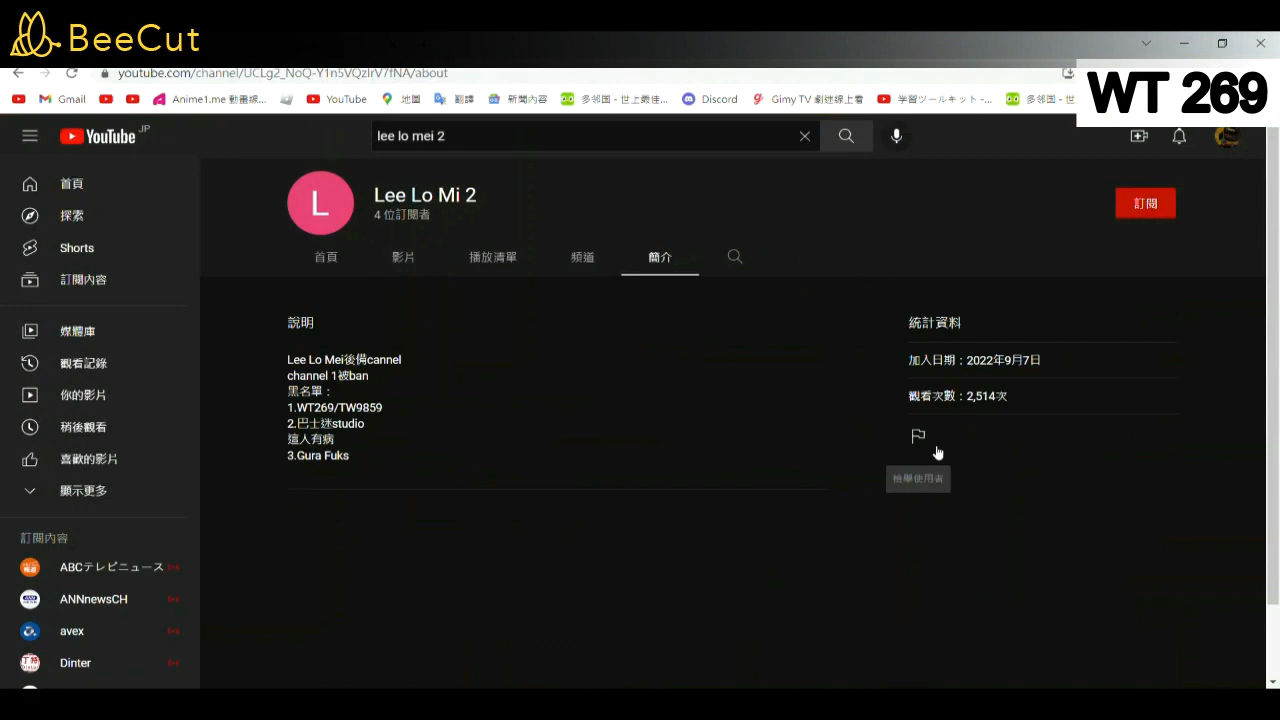 BeeCut
youtube.com/channel/UCLg2_NoQ-Y1n5VQzIrV7fNA/about
WT 269
Gmail
Anime1.me 動畫線...
YouTube
地圖
翻譯
新聞內容
多邻国 - 世上最佳...
Discord
Gimy TV 劇迷線上看
学習ツールキット -...
多邻国 - 世
YouTube JP
lee lo mei 2
首頁
探索
Shorts
訂閱內容
媒體庫
觀看記錄
你的影片
稍後觀看
喜歡的影片
顯示更多
訂閱內容
ABCテレビニュース
ANNnewsCH
avex
Dinter
L
Lee Lo Mi 2
4 位訂閱者
訂閱
首頁
影片
播放清單
頻道
簡介
說明
Lee Lo Mei後備cannel
channel 1被ban
黑名單：
1.WT269/TW9859
2.巴士迷studio
這人有病
3.Gura Fuks
統計資料
加入日期：2022年9月7日
觀看次數：2,514次
檢舉使用者